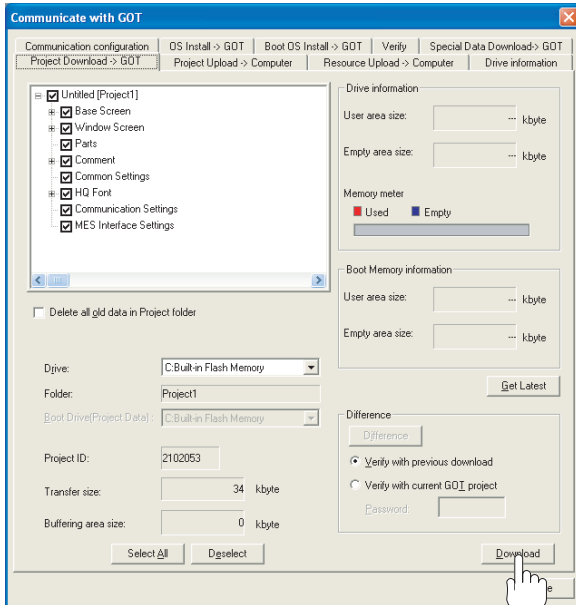 Communicate with GOT
Communication configuration OS Install -> GOT Boot OS Install -> GOT Verify Special Data Download-> GOT
Project Download -> GOT Project Upload -> Computer Resource Upload -> Computer Drive information
Untitled [Project1]
Base Screen
Window Screen
Parts
Comment
Common Settings
HQ Font
Communication Settings
MES Interface Settings
Delete all old data in Project folder
Drive: C:Built-in Flash Memory
Folder: Project1
Boot Drive(Project Data) : C:Built-in Flash Memory
Project ID: 2102053
Transfer size: 34 kbyte
Buffering area size: 0 kbyte
Select All Deselect
Drive information
User area size: --- kbyte
Empty area size: --- kbyte
Memory meter
Used Empty
Boot Memory information
User area size: --- kbyte
Empty area size: --- kbyte
Get Latest
Difference
Difference
Verify with previous download
Verify with current GOT project
Password:
Download